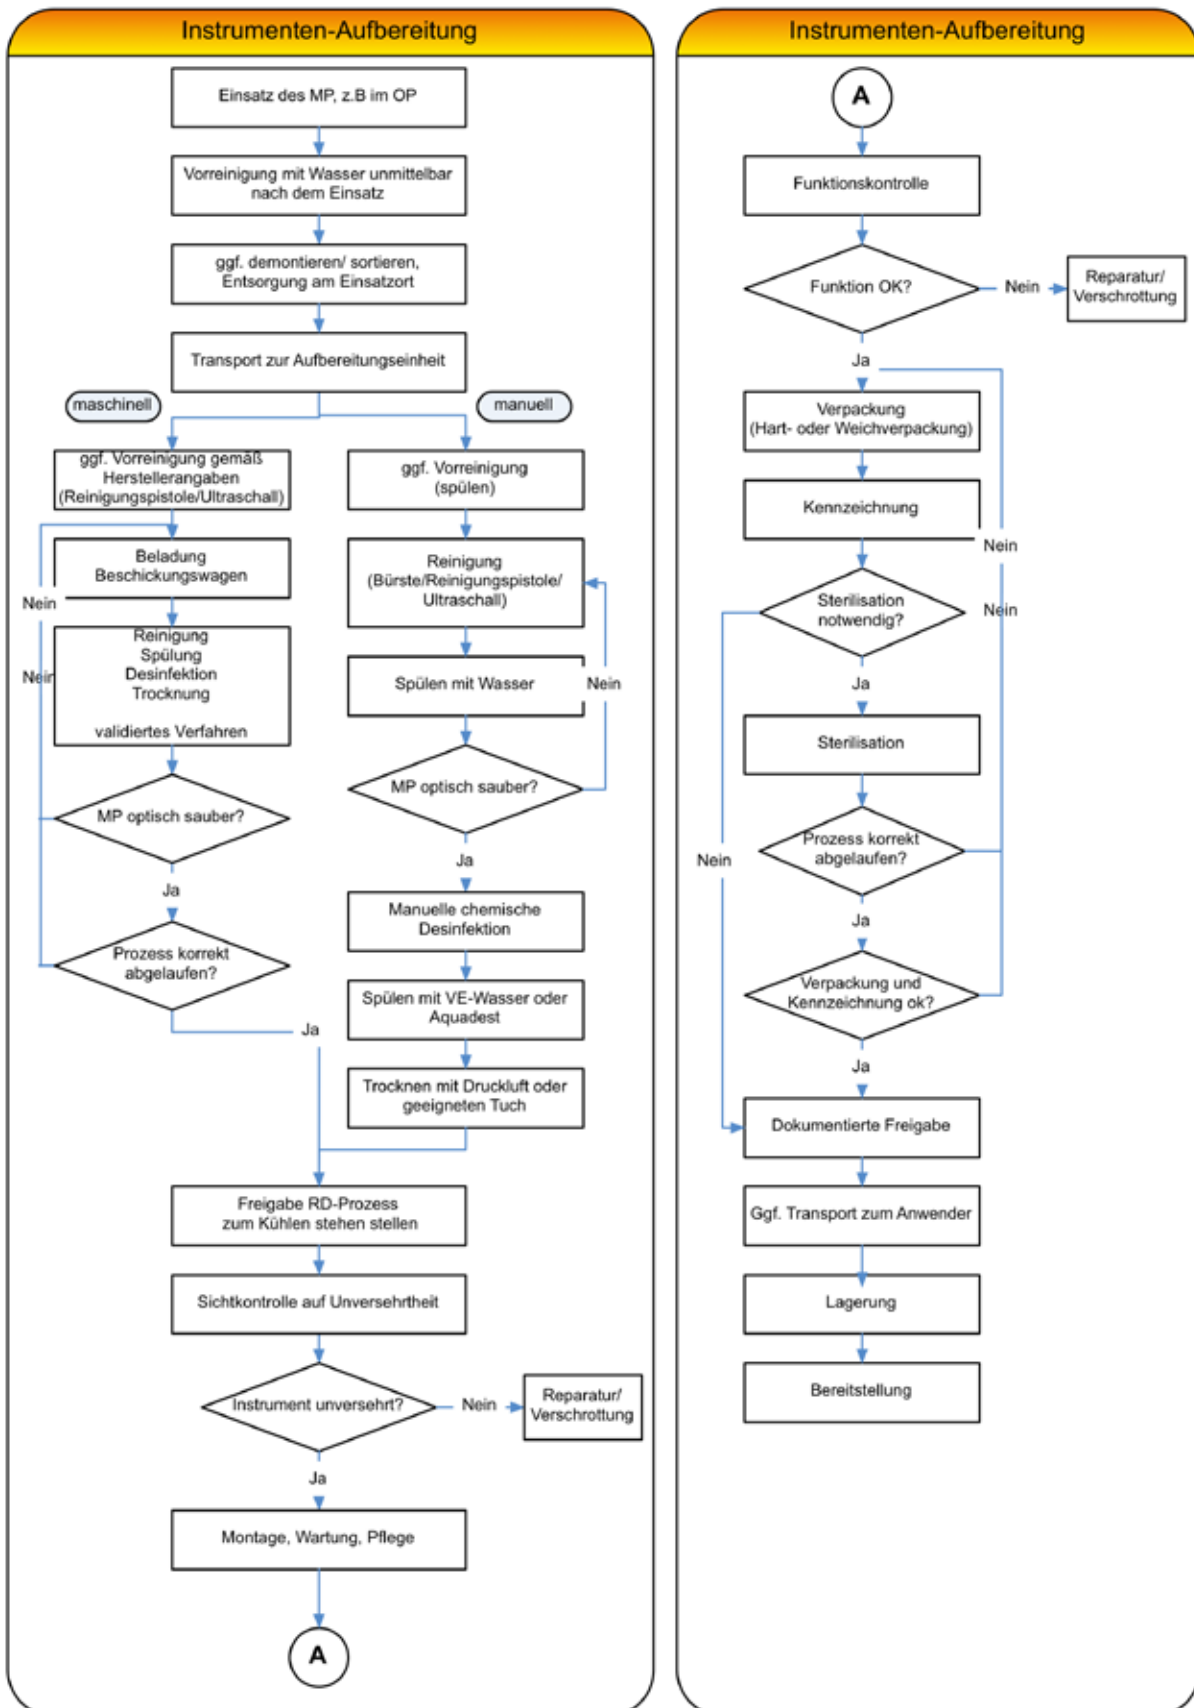 Instrumenten-Aufbereitung
Einsatz des MP, z.B im OP
Vorreinigung mit Wasser unmittelbar
nach dem Einsatz
ggf. demontieren/ sortieren,
Entsorgung am Einsatzort
Transport zur Aufbereitungseinheit
maschinell
manuell
ggf. Vorreinigung gemäß
Herstellerangaben
(Reinigungspistole/Ultraschall)
ggf. Vorreinigung
(spülen)
Beladung
Beschickungswagen
Reinigung
(Bürste/Reinigungspistole/
Ultraschall)
Nein
Reinigung
Spülung
Desinfektion
Trocknung
validiertes Verfahren
Nein
Spülen mit Wasser
Nein
MP optisch sauber?
MP optisch sauber?
Ja
Ja
Manuelle chemische
Desinfektion
Prozess korrekt
abgelaufen?
Spülen mit VE-Wasser oder
Aquadest
Ja
Trocknen mit Druckluft oder
geeigneten Tuch
Freigabe RD-Prozess
zum Kühlen stehen stellen
Sichtkontrolle auf Unversehrtheit
Instrument unversehrt?
Nein
Reparatur/
Verschrottung
Ja
Montage, Wartung, Pflege
A
Instrumenten-Aufbereitung
A
Funktionskontrolle
Funktion OK?
Nein
Reparatur/
Verschrottung
Ja
Verpackung
(Hart- oder Weichverpackung)
Kennzeichnung
Nein
Sterilisation
notwendig?
Nein
Ja
Sterilisation
Prozess korrekt
abgelaufen?
Nein
Ja
Verpackung und
Kennzeichnung ok?
Ja
Dokumentierte Freigabe
Ggf. Transport zum Anwender
Lagerung
Bereitstellung